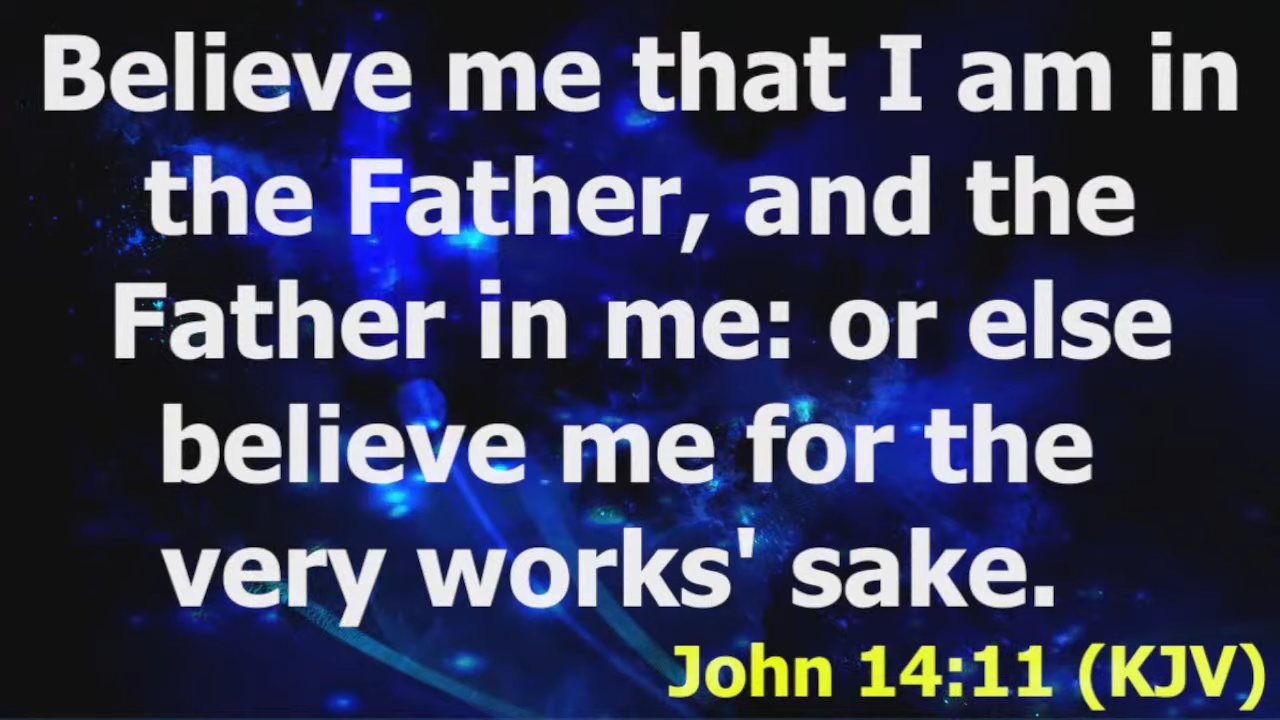 Believe me that I am in
the Father, and the
Father in me: or else
believe me for the
very works' sake.
John 14:11 (KJV)